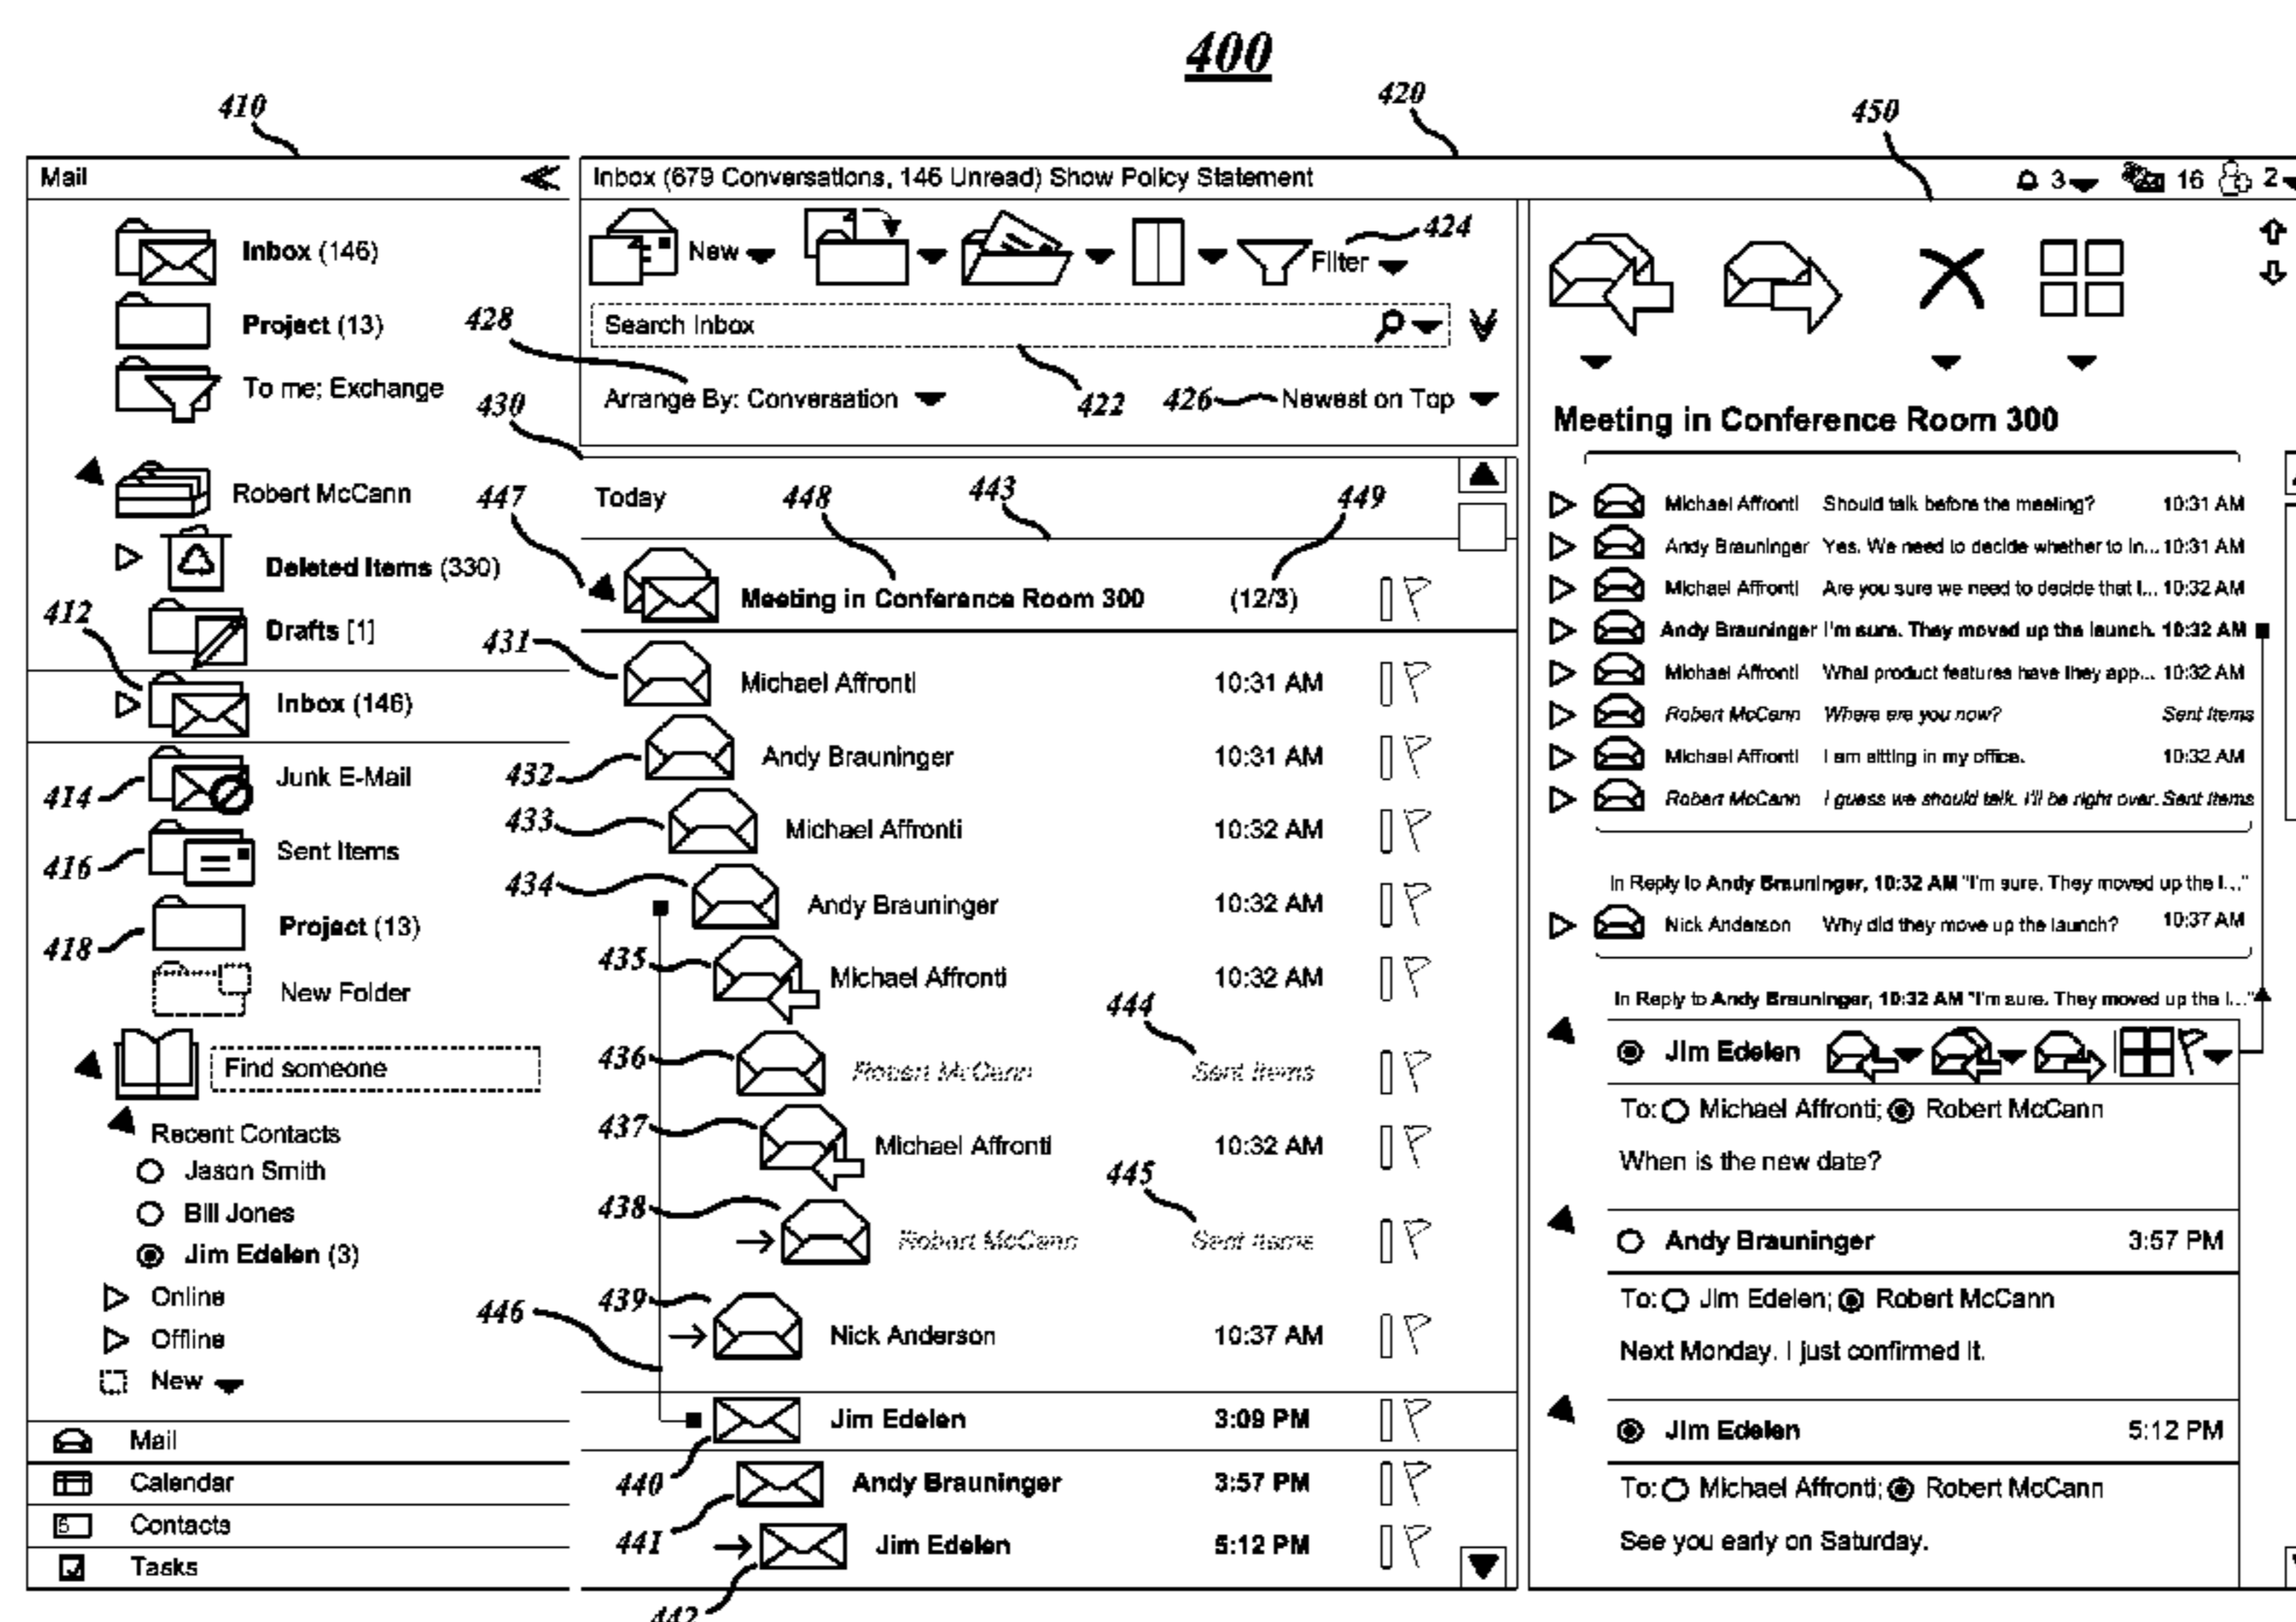 400
410
420
450
Mail
Inbox (679 Conversations, 146 Unread) Show Policy Statement
3
16
2
Inbox (146)
Project (13)
To me; Exchange
Robert McCann
Deleted Items (330)
412
Drafts [1]
Inbox (146)
414
Junk E-Mail
416
Sent Items
418
Project (13)
New Folder
Find someone
Recent Contacts
Jason Smith
Bill Jones
Jim Edelen (3)
Online
Offline
New
Mail
Calendar
6 Contacts
Tasks
New
Filter
424
Search Inbox
428
Arrange By: Conversation
422
426
Newest on Top
430
Today
447
448
443
449
Meeting in Conference Room 300 (12/3)
431
Michael Affronti 10:31 AM
432
Andy Brauninger 10:31 AM
433
Michael Affronti 10:32 AM
434
Andy Brauninger 10:32 AM
435
Michael Affronti 10:32 AM
444
436
Robert McCann Sent Items
437
Michael Affronti 10:32 AM
445
438
Robert McCann Sent Items
446
439
Nick Anderson 10:37 AM
Jim Edelen 3:09 PM
440
Andy Brauninger 3:57 PM
441
Jim Edelen 5:12 PM
442
Meeting in Conference Room 300
Michael Affronti Should talk before the meeting? 10:31 AM
Andy Brauninger Yes. We need to decide whether to in... 10:31 AM
Michael Affronti Are you sure we need to decide that I... 10:32 AM
Andy Brauninger I'm sure. They moved up the launch. 10:32 AM
Michael Affronti What product features have they app... 10:32 AM
Robert McCann Where are you now? Sent Items
Michael Affronti I am sitting in my office. 10:32 AM
Robert McCann I guess we should talk. I'll be right over. Sent Items
In Reply to Andy Brauninger, 10:32 AM "I'm sure. They moved up the l..."
Nick Anderson Why did they move up the launch? 10:37 AM
In Reply to Andy Brauninger, 10:32 AM "I'm sure. They moved up the l..."
Jim Edelen
To: Michael Affronti; Robert McCann
When is the new date?
Andy Brauninger 3:57 PM
To: Jim Edelen; Robert McCann
Next Monday. I just confirmed it.
Jim Edelen 5:12 PM
To: Michael Affronti; Robert McCann
See you early on Saturday.